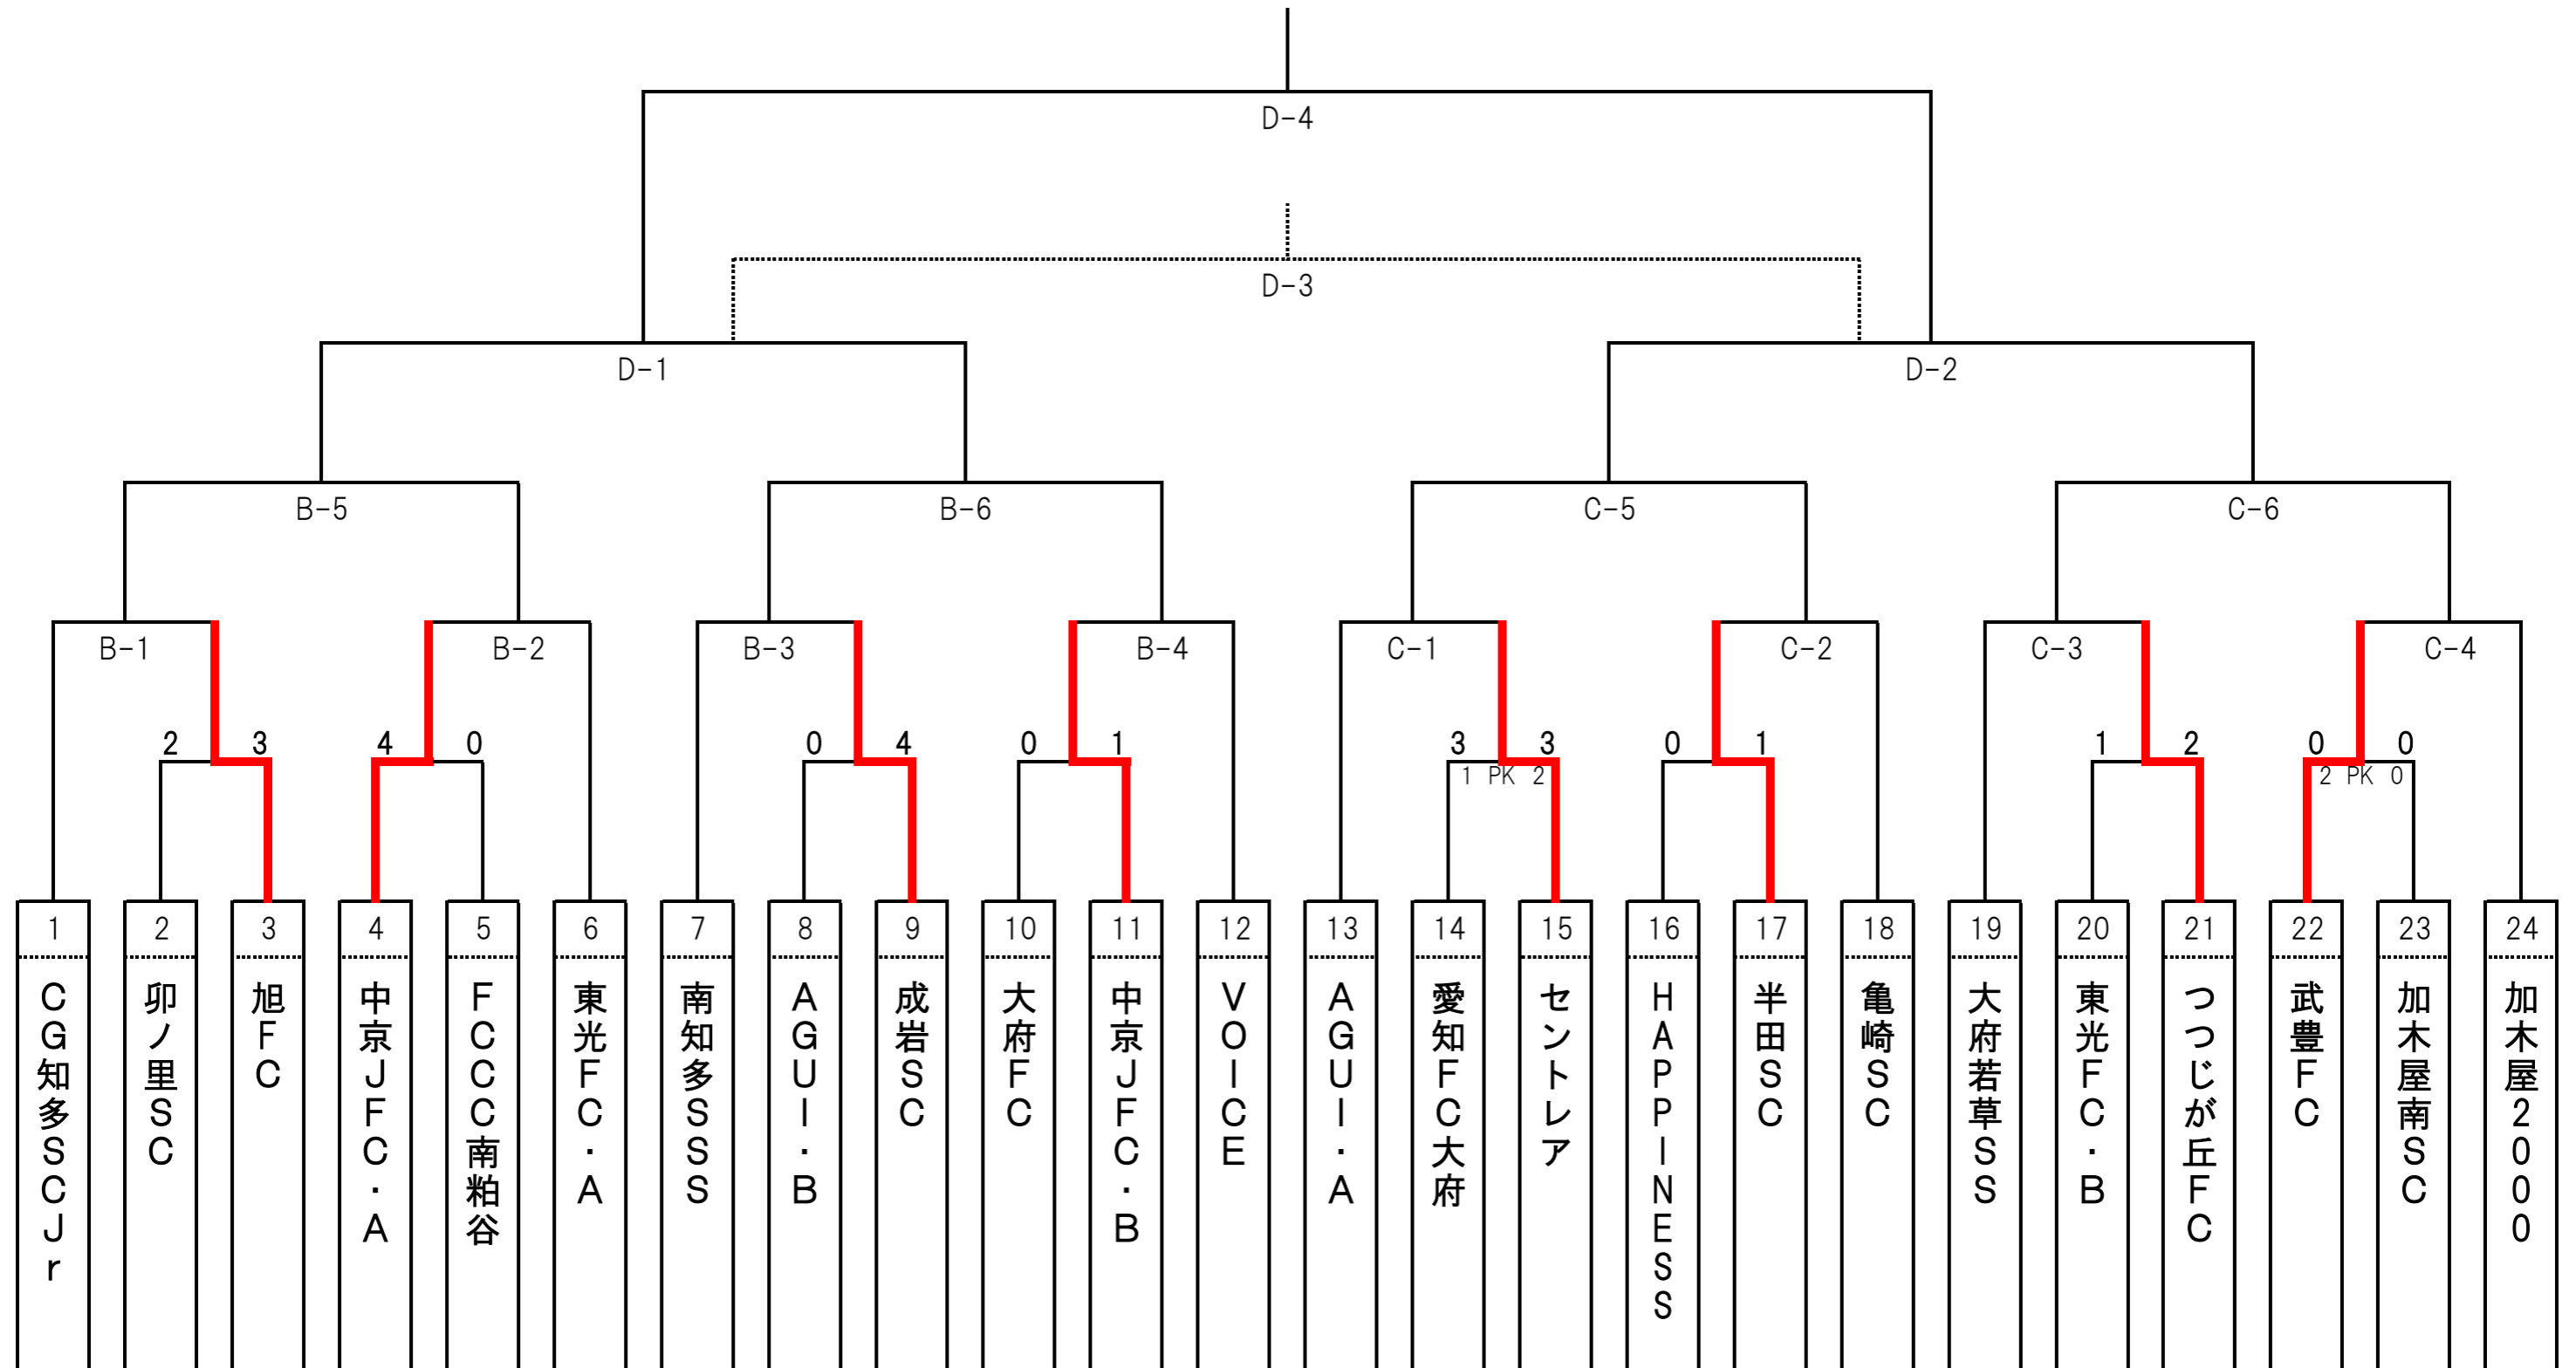 D-4
D-3
D-1
D-2
B-5
B-6
C-5
C-6
B-1
B-2
B-3
B-4
C-1
C-2
C-3
C-4
2 3
4 0
0 4
0 1
3 3
0 1
1 2
0 0
1 PK 2
2 PK 0
1
2
3
4
5
6
7
8
9
10
11
12
13
14
15
16
17
18
19
20
21
22
23
24
CG知多SCJr
卯ノ里SC
旭FC
中京JFC・A
FCCC南粕谷
東光FC・A
南知多SSS
AGUI・B
成岩SC
大府FC
中京JFC・B
VOICE
AGUI・A
愛知FC大府
セントレア
HAPPINESS
半田SC
亀崎SC
大府若草SS
東光FC・B
つつじが丘FC
武豊FC
加木屋南SC
加木屋2000